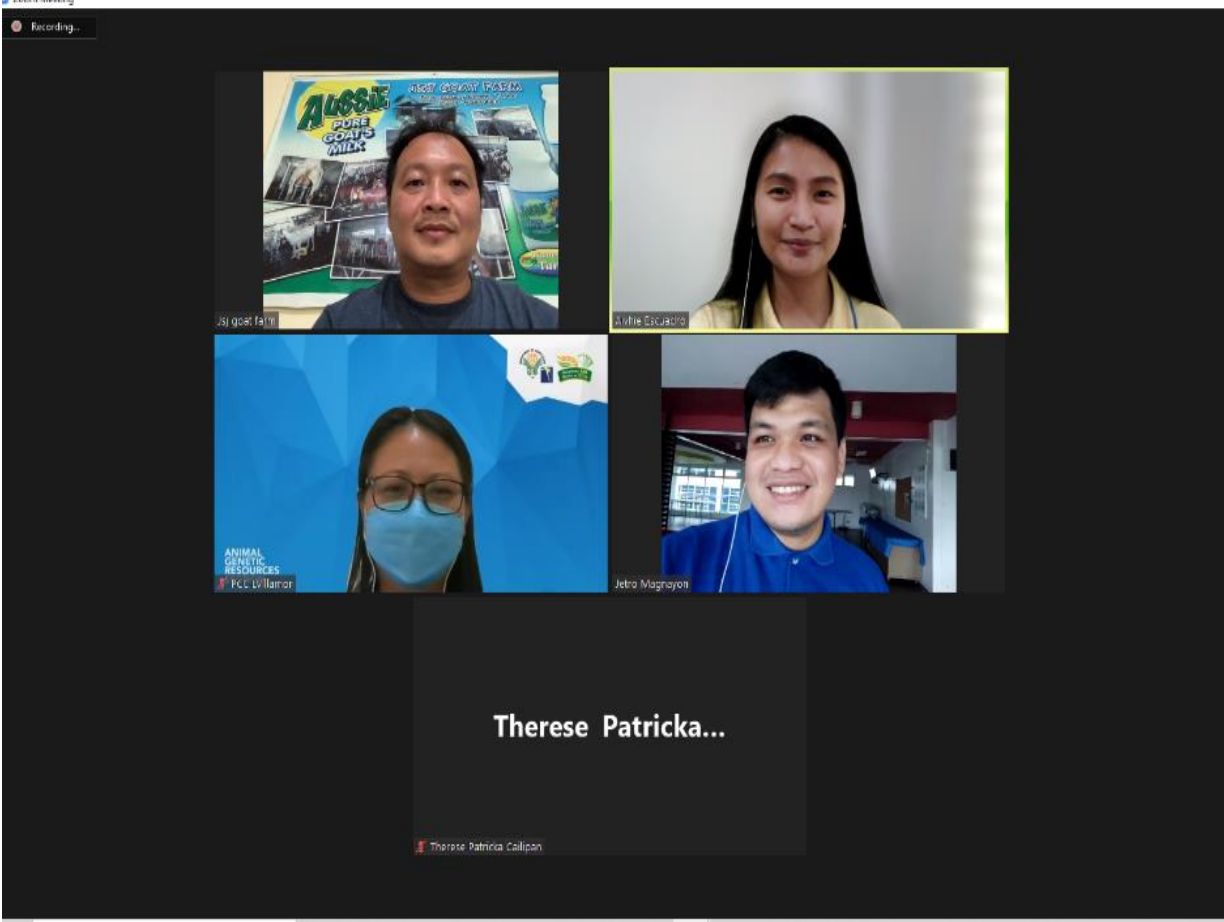 Recording...
AUSSIE
PURE
GOAT'S
MILK
GOAT FARM
Jsj goat farm
Escuadro
ANIMAL
GENETIC
RESOURCES
PCC LVillamor
Jetro Magnayon
Therese Patricka...
Therese Patricka Cailipan